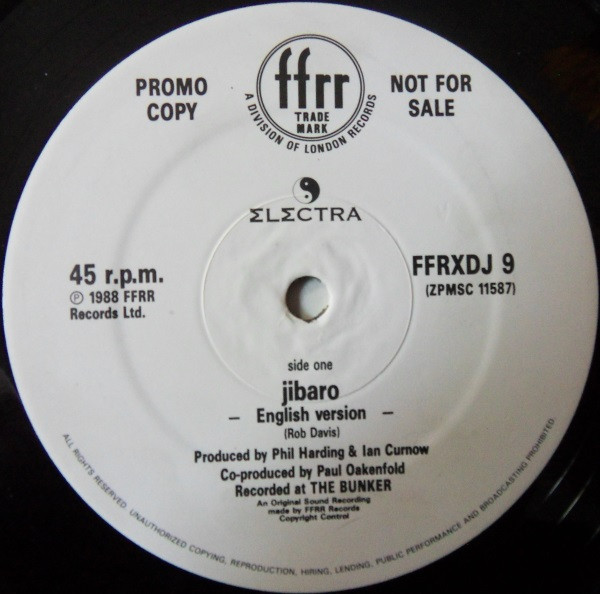 PROMO
COPY
ffrr
TRADE
MARK
A DIVISION OF LONDON RECORDS
NOT FOR
SALE
ΣLΣCTRA
45 r.p.m.
Ⓟ 1988 FFRR
Records Ltd.
FFRXDJ 9
(ZPMSC 11587)
side one
jibaro
– English version –
(Rob Davis)
Produced by Phil Harding & Ian Curnow
Co-produced by Paul Oakenfold
Recorded at THE BUNKER
An Original Sound Recording
made by FFRR Records
Copyright Control
ALL RIGHTS RESERVED. UNAUTHORIZED COPYING, REPRODUCTION, HIRING, LENDING, PUBLIC PERFORMANCE AND BROADCASTING PROHIBITED.